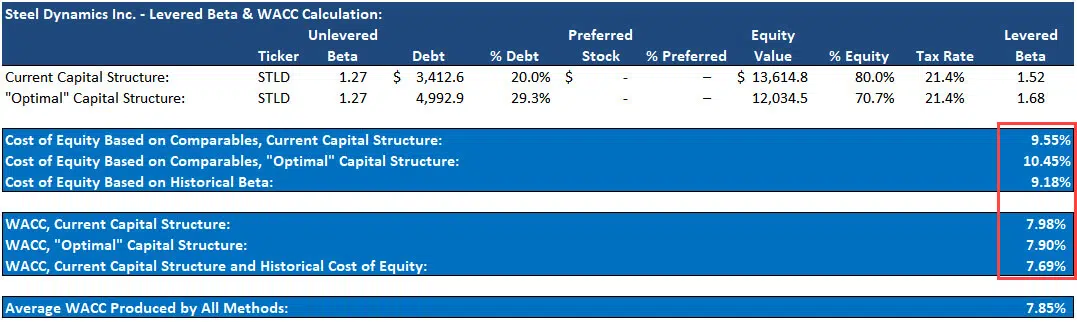 Steel Dynamics Inc. - Levered Beta & WACC Calculation:
Unlevered Preferred Equity Levered
Ticker Beta Debt % Debt Stock % Preferred Value % Equity Tax Rate Beta
Current Capital Structure: STLD 1.27 $ 3,412.6 20.0% $ - – $ 13,614.8 80.0% 21.4% 1.52
"Optimal" Capital Structure: STLD 1.27 4,992.9 29.3% - – 12,034.5 70.7% 21.4% 1.68
Cost of Equity Based on Comparables, Current Capital Structure: 9.55%
Cost of Equity Based on Comparables, "Optimal" Capital Structure: 10.45%
Cost of Equity Based on Historical Beta: 9.18%
WACC, Current Capital Structure: 7.98%
WACC, "Optimal" Capital Structure: 7.90%
WACC, Current Capital Structure and Historical Cost of Equity: 7.69%
Average WACC Produced by All Methods: 7.85%